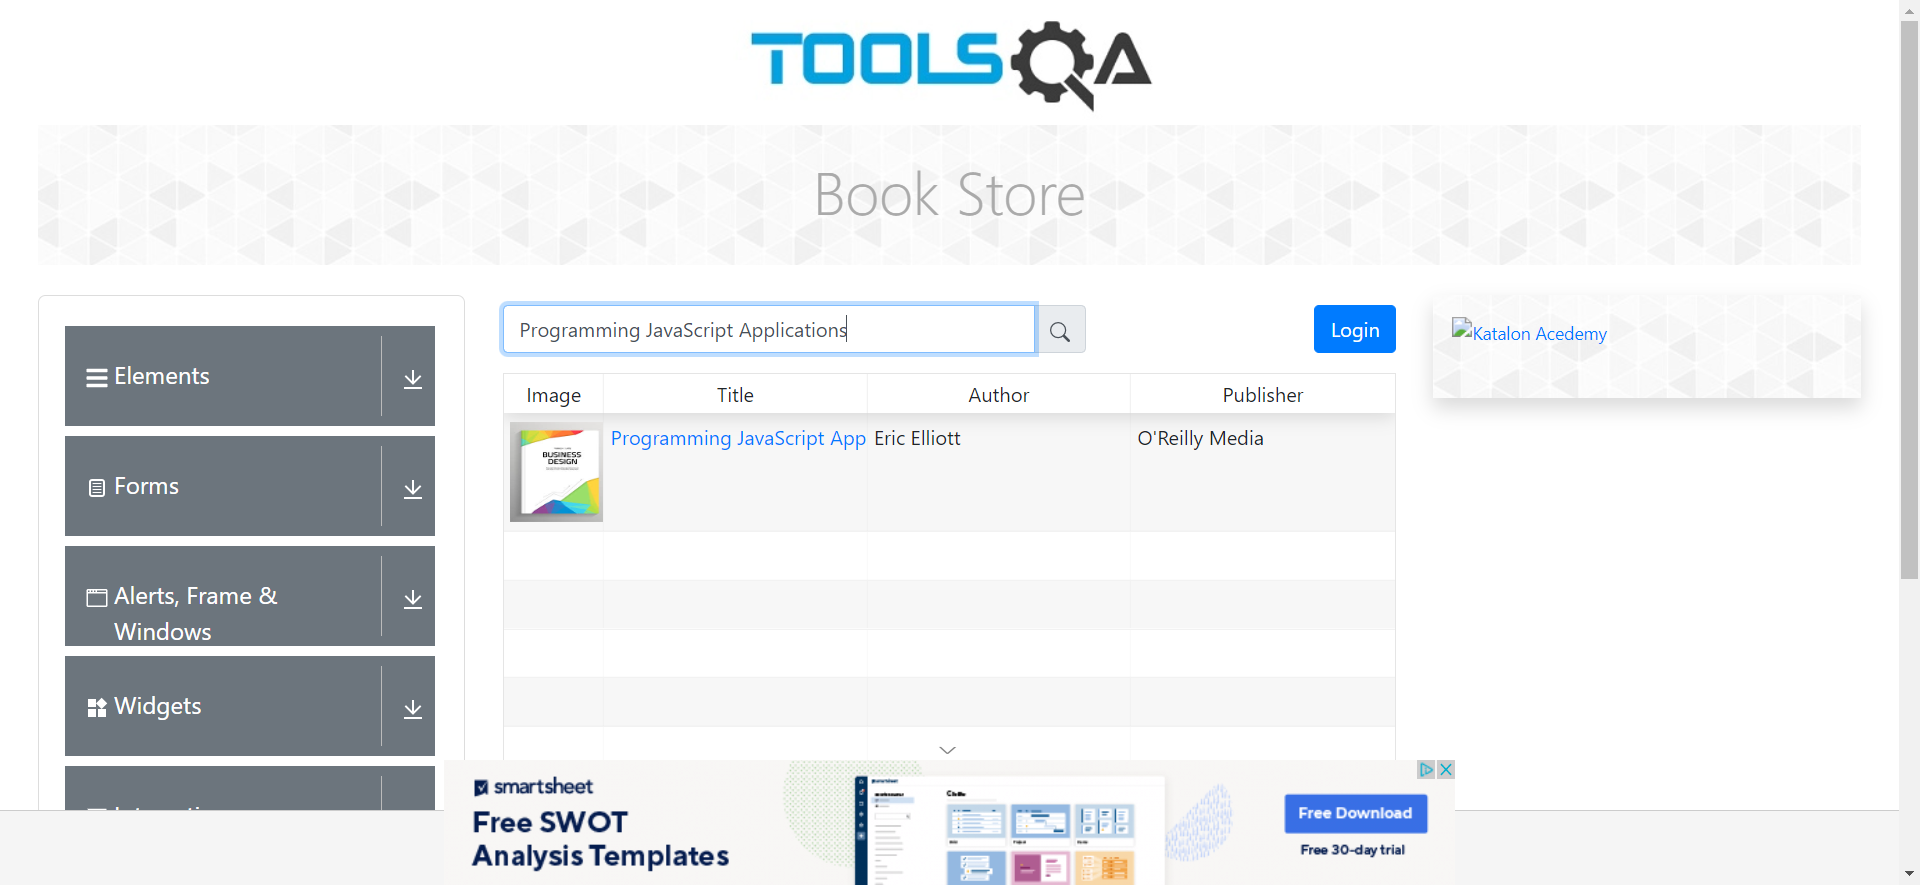 TOOLSQA
Book Store
Elements
Forms
Alerts, Frame &
Windows
Widgets
Programming JavaScript Applications
Login
Katalon Acedemy
Image Title Author Publisher
BUSINESS
DESIGN
Programming JavaScript App Eric Elliott O'Reilly Media
smartsheet
Free SWOT
Analysis Templates
Free Download
Free 30-day trial